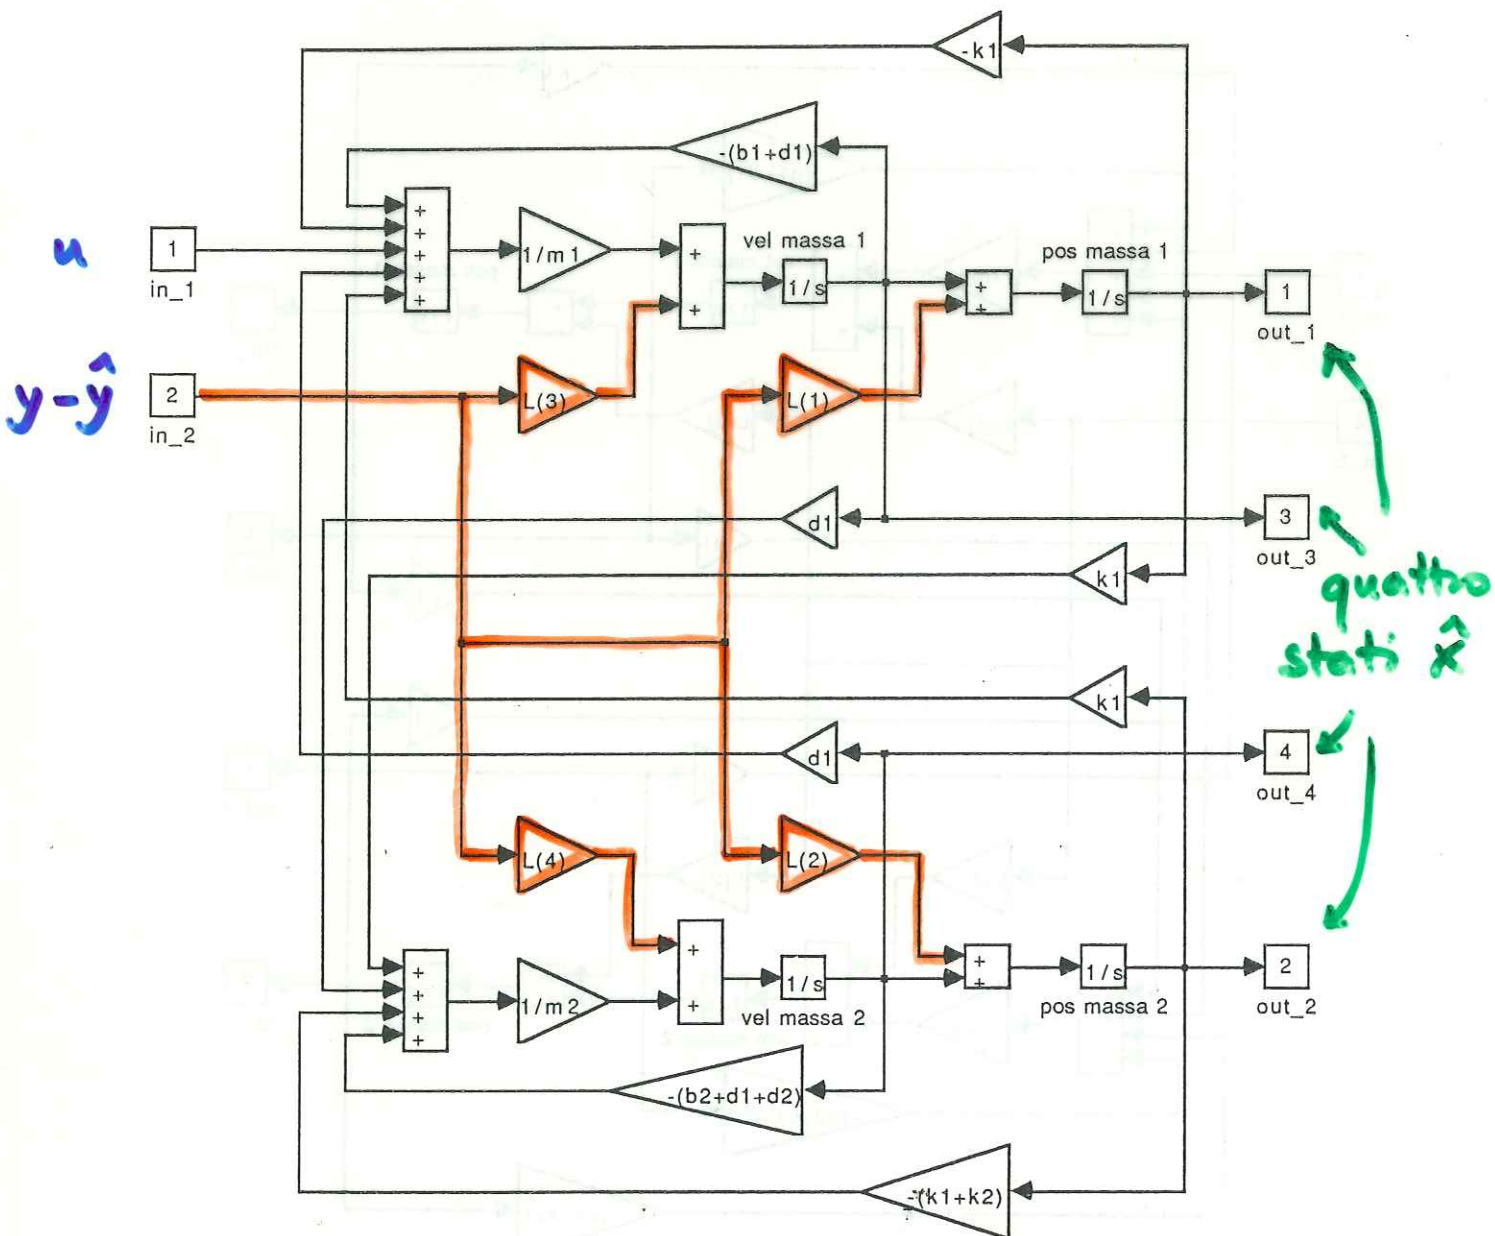 -k1
-(b1+d1)
+
+
+
+
+
u
1
in_1
1/m1
+
+
vel massa 1
1/s
+
+
pos massa 1
1/s
1
out_1
y-ŷ
2
in_2
L(3)
L(1)
d1
3
out_3
k1
quattro
stati x̂
k1
d1
4
out_4
L(4)
L(2)
+
+
+
+
1/m2
+
+
1/s
vel massa 2
+
+
1/s
pos massa 2
2
out_2
-(b2+d1+d2)
-(k1+k2)